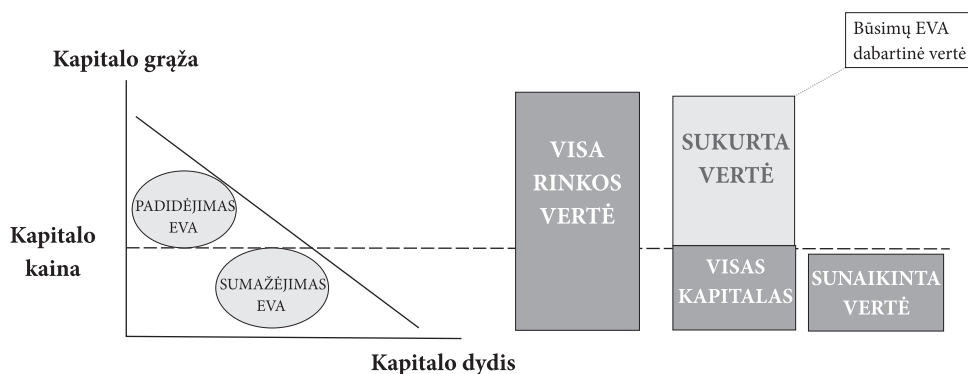 Būsimų EVA
dabartinė vertė
Kapitalo grąža
VISA
RINKOS
VERTĖ
SUKURTA
VERTĖ
PADIDĖJIMAS
EVA
Kapitalo
kaina
SUMAŽĖJIMAS
EVA
VISAS
KAPITALAS
SUNAIKINTA
VERTĖ
Kapitalo dydis